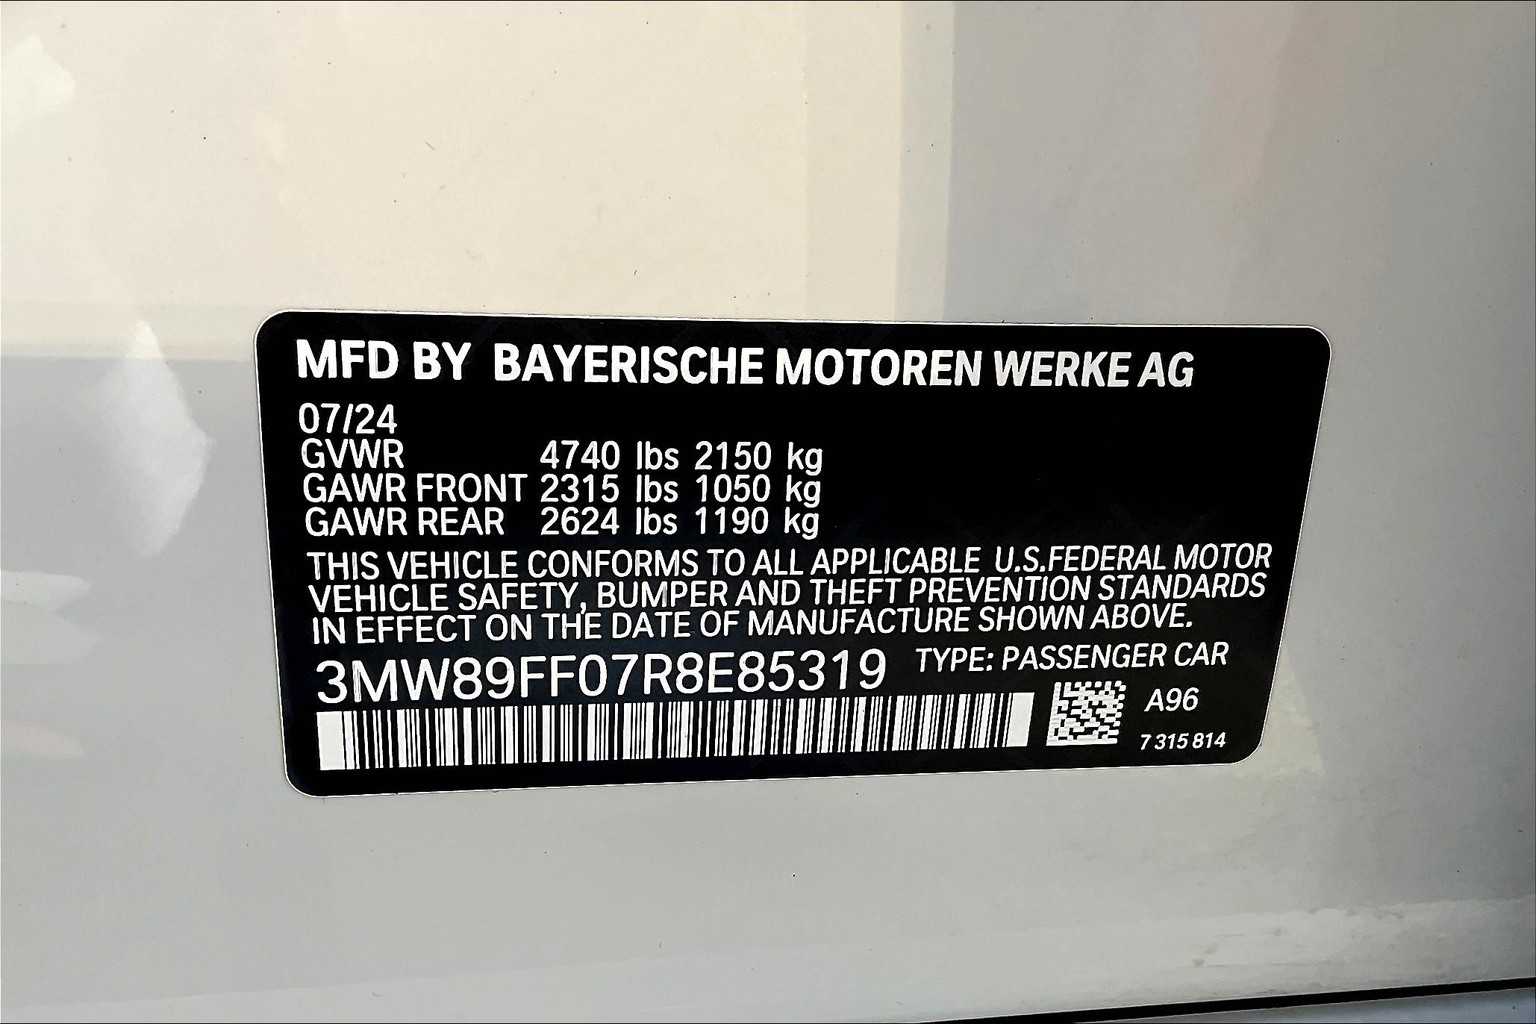 MFD BY BAYERISCHE MOTOREN WERKE AG
07/24
GVWR 4740 lbs 2150 kg
GAWR FRONT 2315 lbs 1050 kg
GAWR REAR 2624 lbs 1190 kg
THIS VEHICLE CONFORMS TO ALL APPLICABLE U.S.FEDERAL MOTOR
VEHICLE SAFETY, BUMPER AND THEFT PREVENTION STANDARDS
IN EFFECT ON THE DATE OF MANUFACTURE SHOWN ABOVE.
3MW89FF07R8E85319 TYPE: PASSENGER CAR
A96
7 315 814